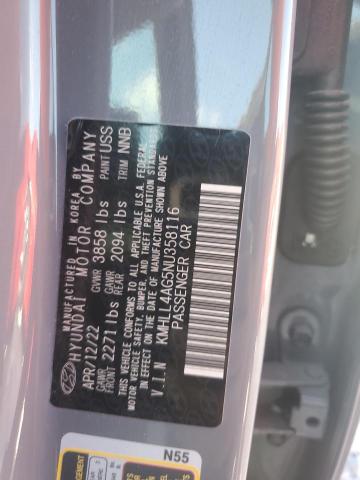 MANUFACTURED IN KOREA BY
HYUNDAI MOTOR COMPANY
APR/12/22 GVWR 3858 lbs PAINT USS
GAWR FRONT 2271 lbs GAWR REAR 2094 lbs TRIM NNB
THIS VEHICLE CONFORMS TO ALL APPLICABLE U.S.A. FEDERAL
MOTOR VEHICLE SAFETY, BUMPER, AND THEFT PREVENTION STANDARDS
IN EFFECT ON THE DATE OF MANUFACTURE SHOWN ABOVE
V.I.N KMHLL4AG5NU358116
PASSENGER CAR
N55